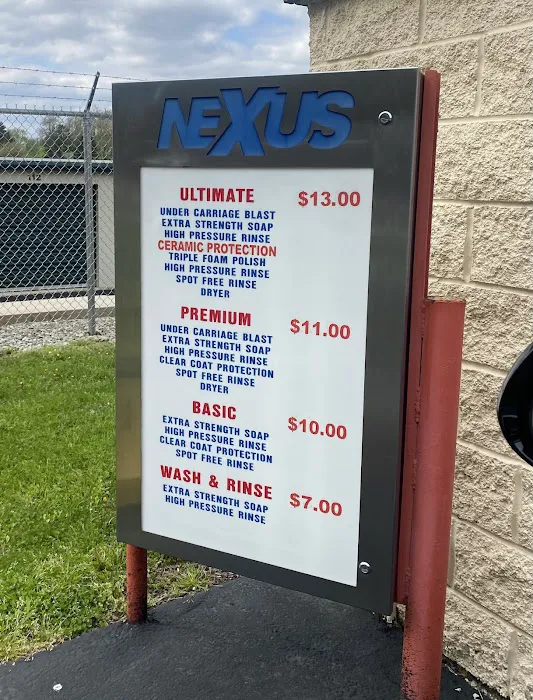 NEXUS
ULTIMATE $13.00
UNDER CARRIAGE BLAST
EXTRA STRENGTH SOAP
HIGH PRESSURE RINSE
CERAMIC PROTECTION
TRIPLE FOAM POLISH
HIGH PRESSURE RINSE
SPOT FREE RINSE
DRYER
PREMIUM $11.00
UNDER CARRIAGE BLAST
EXTRA STRENGTH SOAP
HIGH PRESSURE RINSE
CLEAR COAT PROTECTION
SPOT FREE RINSE
DRYER
BASIC $10.00
EXTRA STRENGTH SOAP
HIGH PRESSURE RINSE
CLEAR COAT PROTECTION
SPOT FREE RINSE
WASH & RINSE $7.00
EXTRA STRENGTH SOAP
HIGH PRESSURE RINSE